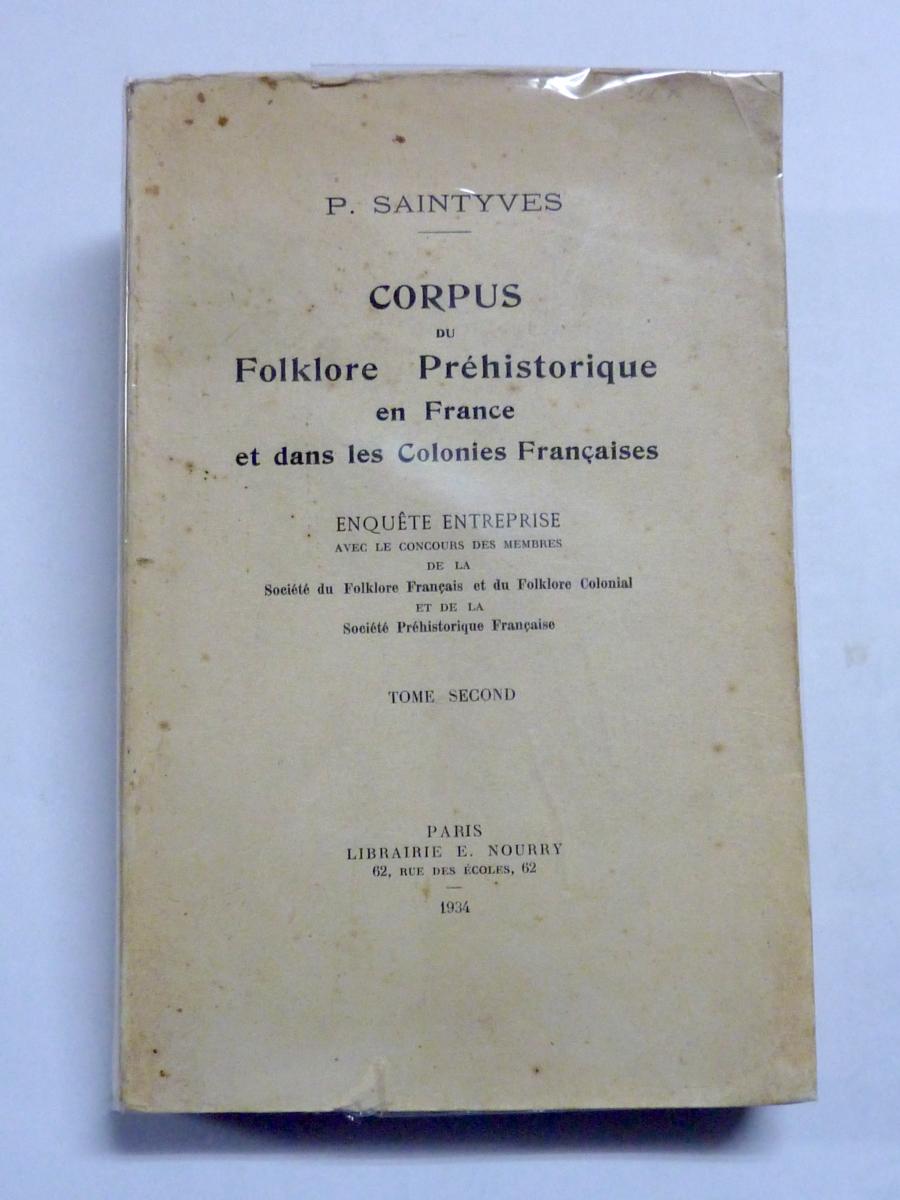 P. SAINTYVES
CORPUS
DU
Folklore Préhistorique
en France
et dans les Colonies Françaises
ENQUÊTE ENTREPRISE
AVEC LE CONCOURS DES MEMBRES
DE LA
Société du Folklore Français et du Folklore Colonial
ET DE LA
Société Préhistorique Française
TOME SECOND
PARIS
LIBRAIRIE E. NOURRY
62, RUE DES ÉCOLES, 62
1934